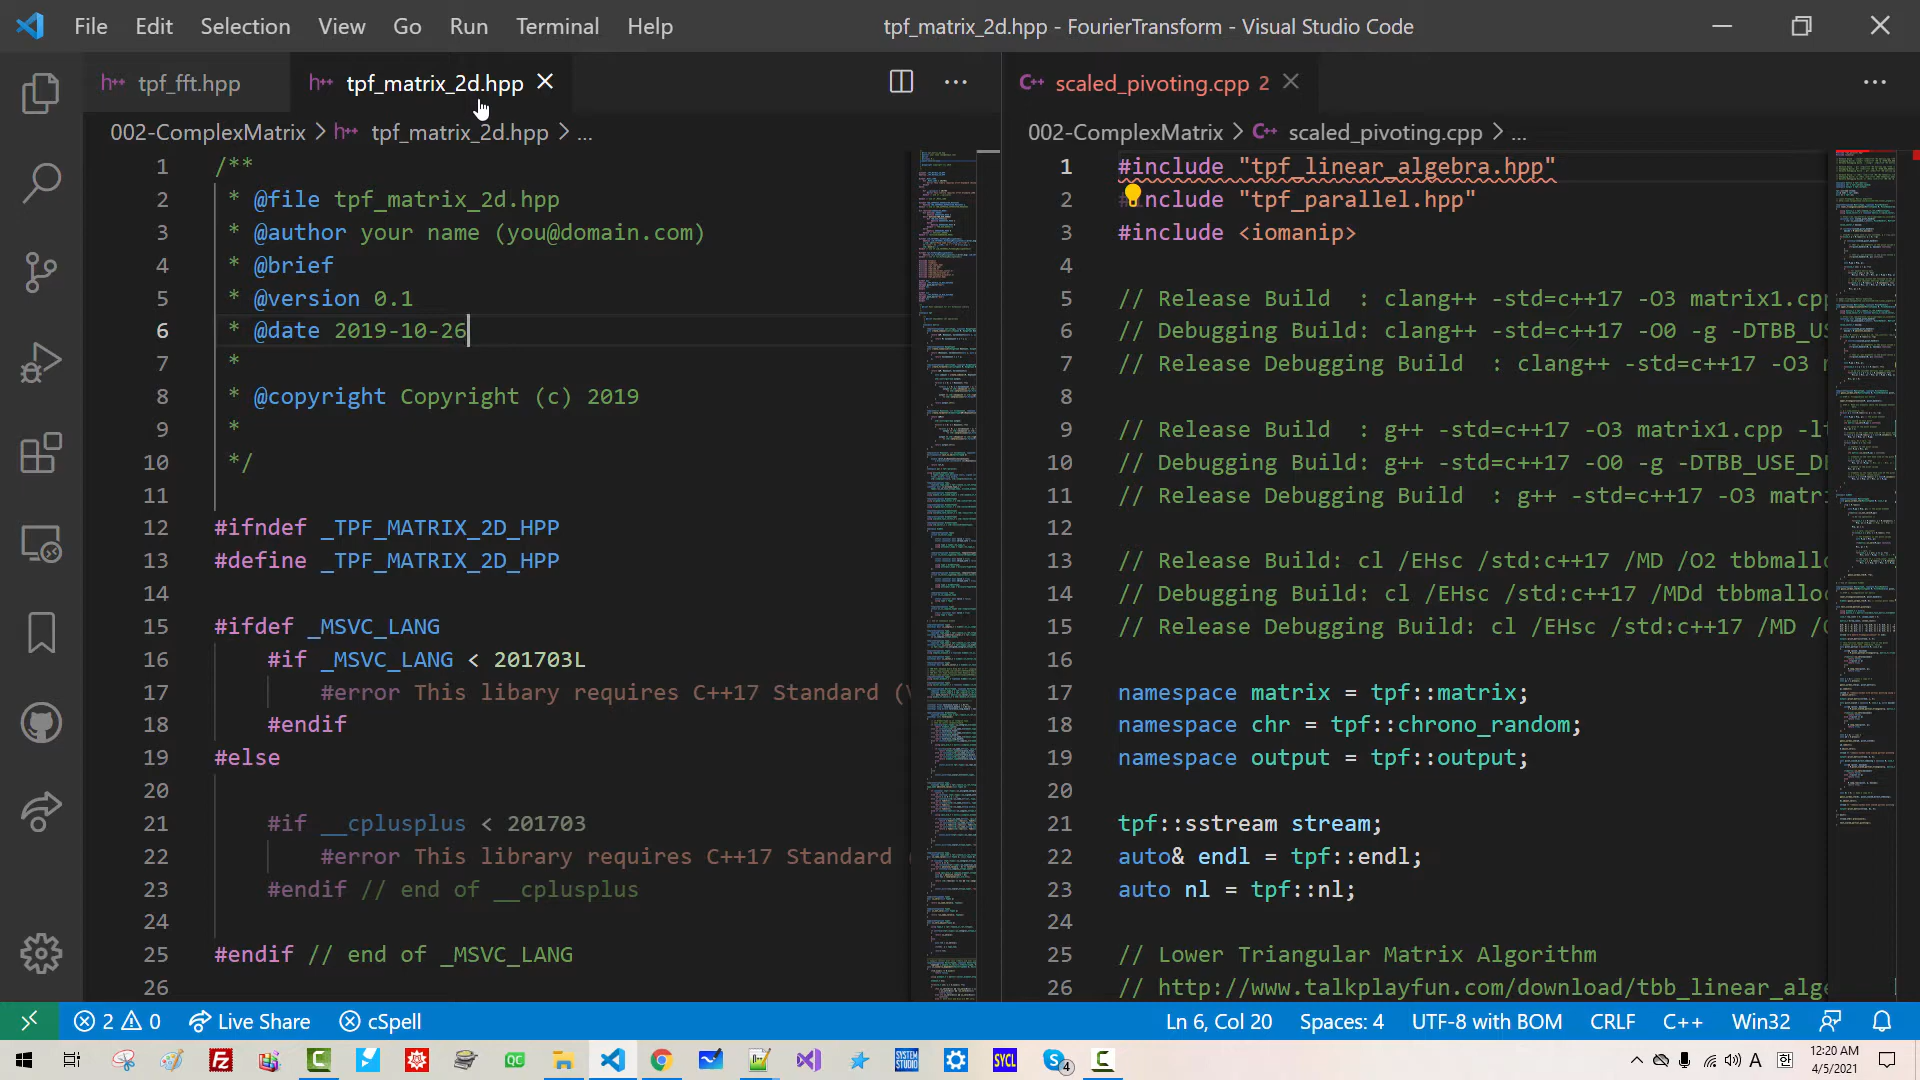 File Edit Selection View Go Run Terminal Help tpf_matrix_2d.hpp - FourierTransform - Visual Studio Code
h++ tpf_fft.hpp h++ tpf_matrix_2d.hpp
002-ComplexMatrix > h++ tpf_matrix_2d.hpp > ...
1 /**
2 * @file tpf_matrix_2d.hpp
3 * @author your name (you@domain.com)
4 * @brief
5 * @version 0.1
6 * @date 2019-10-26
7 *
8 * @copyright Copyright (c) 2019
9 *
10 */
11
12 #ifndef _TPF_MATRIX_2D_HPP
13 #define _TPF_MATRIX_2D_HPP
14
15 #ifdef _MSVC_LANG
16 #if _MSVC_LANG < 201703L
17 #error This libary requires C++17 Standard (
18 #endif
19 #else
20
21 #if __cplusplus < 201703
22 #error This library requires C++17 Standard
23 #endif // end of __cplusplus
24
25 #endif // end of _MSVC_LANG
26
C++ scaled_pivoting.cpp 2
002-ComplexMatrix > C++ scaled_pivoting.cpp > ...
1 #include "tpf_linear_algebra.hpp"
2 #include "tpf_parallel.hpp"
3 #include <iomanip>
4
5 // Release Build : clang++ -std=c++17 -O3 matrix1.cpp
6 // Debugging Build: clang++ -std=c++17 -O0 -g -DTBB_US
7 // Release Debugging Build : clang++ -std=c++17 -O3
8
9 // Release Build : g++ -std=c++17 -O3 matrix1.cpp -lt
10 // Debugging Build: g++ -std=c++17 -O0 -g -DTBB_USE_DE
11 // Release Debugging Build : g++ -std=c++17 -O3 matri
12
13 // Release Build: cl /EHsc /std:c++17 /MD /O2 tbbmallo
14 // Debugging Build: cl /EHsc /std:c++17 /MDd tbbmalloc
15 // Release Debugging Build: cl /EHsc /std:c++17 /MD /O
16
17 namespace matrix = tpf::matrix;
18 namespace chr = tpf::chrono_random;
19 namespace output = tpf::output;
20
21 tpf::sstream stream;
22 auto& endl = tpf::endl;
23 auto nl = tpf::nl;
24
25 // Lower Triangular Matrix Algorithm
26 // http://www.talkplayfun.com/download/tbb_linear_alge
2 0 Live Share cSpell Ln 6, Col 20 Spaces: 4 UTF-8 with BOM CRLF C++ Win32
QC SYSTEM STUDIO SYCL 4 A 한 12:20 AM
4/5/2021